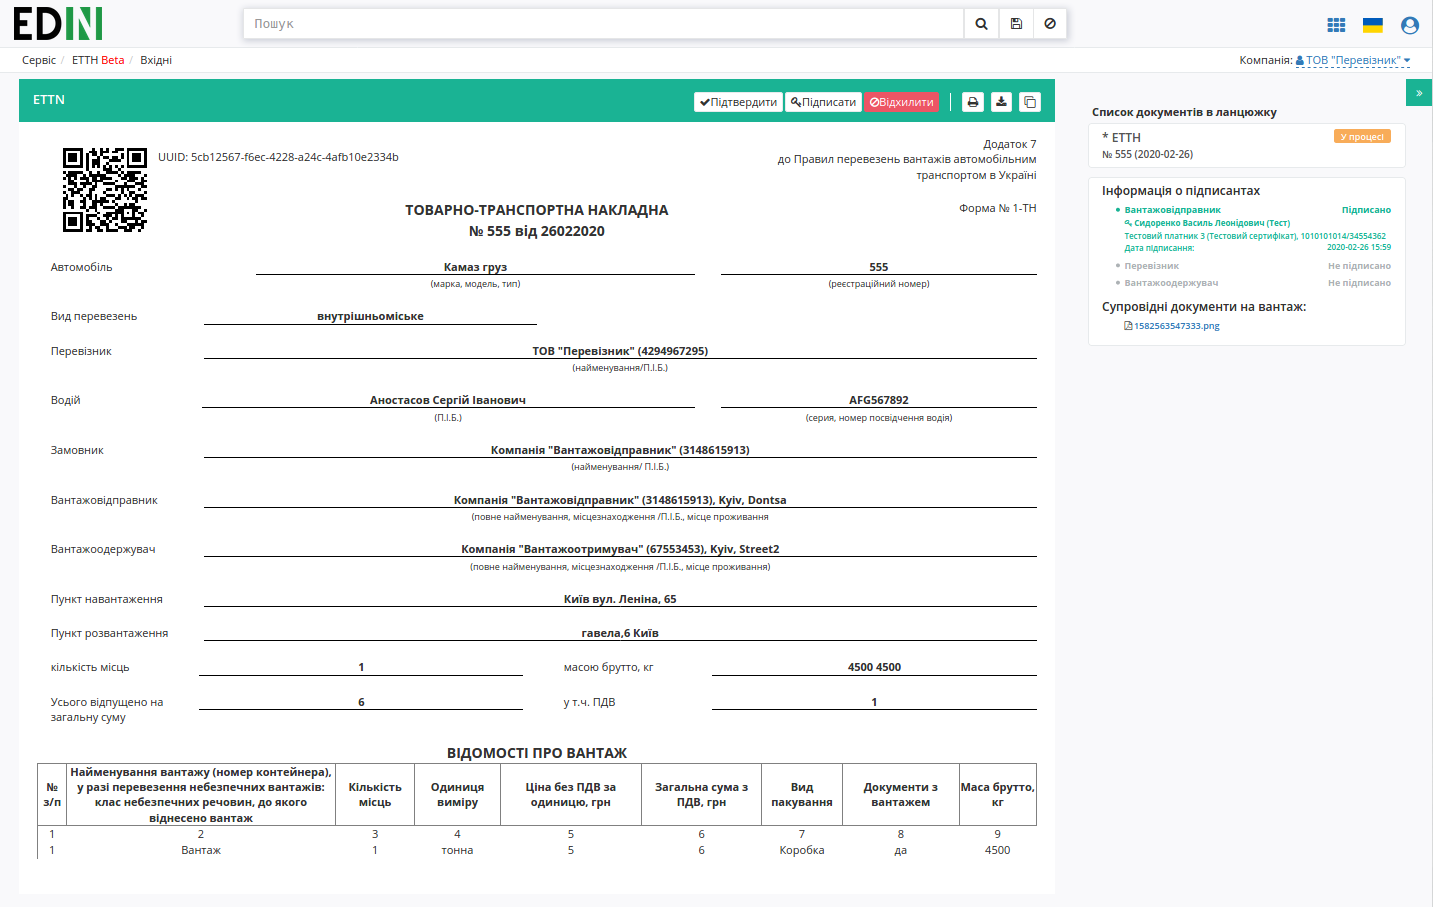 EDIN
Пошук
Сервіс / ЕТТН Beta / Вхідні
Компанія: ТОВ "Перевізник"
ETTN
Підтвердити Підписати Відхилити
»
UUID: 5cb12567-f6ec-4228-a24c-4afb10e2334b
Додаток 7
до Правил перевезень вантажів автомобільним
транспортом в Україні
ТОВАРНО-ТРАНСПОРТНА НАКЛАДНА
Форма № 1-ТН
№ 555 від 26022020
Автомобіль Камаз груз 555
(марка, модель, тип) (реєстраційний номер)
Вид перевезень внутрішньоміське
Перевізник ТОВ "Перевізник" (4294967295)
(найменування/П.І.Б.)
Водій Аностасов Сергій Іванович AFG567892
(П.І.Б.) (серия, номер посвідчення водія)
Замовник Компанія "Вантажовідправник" (3148615913)
(найменування/ П.І.Б.)
Вантажовідправник Компанія "Вантажовідправник" (3148615913), Kyiv, Dontsa
(повне найменування, місцезнаходження /П.І.Б., місце проживання
Вантажоодержувач Компанія "Вантажоотримувач" (67553453), Kyiv, Street2
(повне найменування, місцезнаходження /П.І.Б., місце проживання)
Пункт навантаження Київ вул. Леніна, 65
Пункт розвантаження гавела,6 Київ
кількість місць 1 масою брутто, кг 4500 4500
Усього відпущено на 6 у т.ч. ПДВ 1
загальну суму
ВІДОМОСТІ ПРО ВАНТАЖ
№
з/п
Найменування вантажу (номер контейнера),
у разі перевезення небезпечних вантажів:
клас небезпечних речовин, до якого
віднесено вантаж
Кількість
місць
Одиниця
виміру
Ціна без ПДВ за
одиницю, грн
Загальна сума з
ПДВ, грн
Вид
пакування
Документи з
вантажем
Маса брутто,
кг
1 2 3 4 5 6 7 8 9
1 Вантаж 1 тонна 5 6 Коробка да 4500
Список документів в ланцюжку
* ЕТТН У процесі
№ 555 (2020-02-26)
Інформація о підписантах
Вантажовідправник Підписано
Сидоренко Василь Леонідович (Тест)
Тестовий платник 3 (Тестовий сертифікат), 1010101014/34554362
Дата підписання: 2020-02-26 15:59
Перевізник Не підписано
Вантажоодержувач Не підписано
Супровідні документи на вантаж:
1582563547333.png